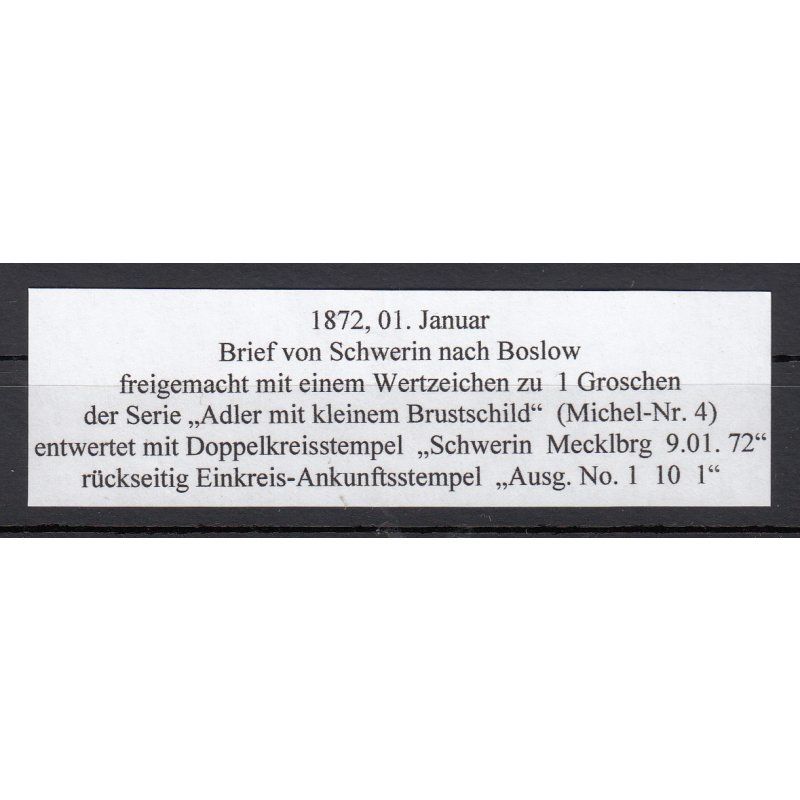 1872, 01. Januar
Brief von Schwerin nach Boslow
freigemacht mit einem Wertzeichen zu 1 Groschen
der Serie „Adler mit kleinem Brustschild“ (Michel-Nr. 4)
entwertet mit Doppelkreisstempel „Schwerin Mecklbrg 9.01. 72“
rückseitig Einkreis-Ankunftsstempel „Ausg. No. 1 10 1“